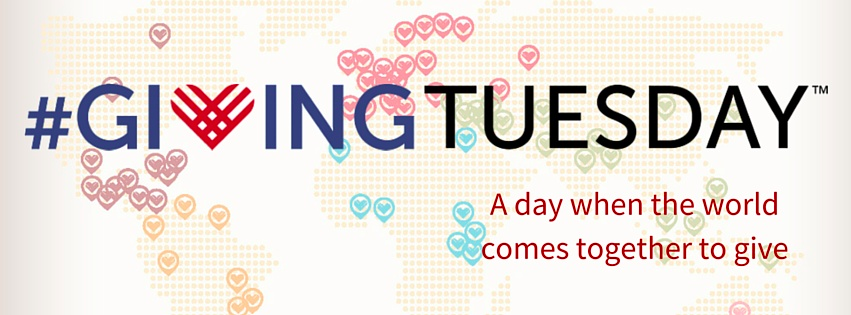 #GIVINGTUESDAY™
A day when the world
comes together to give